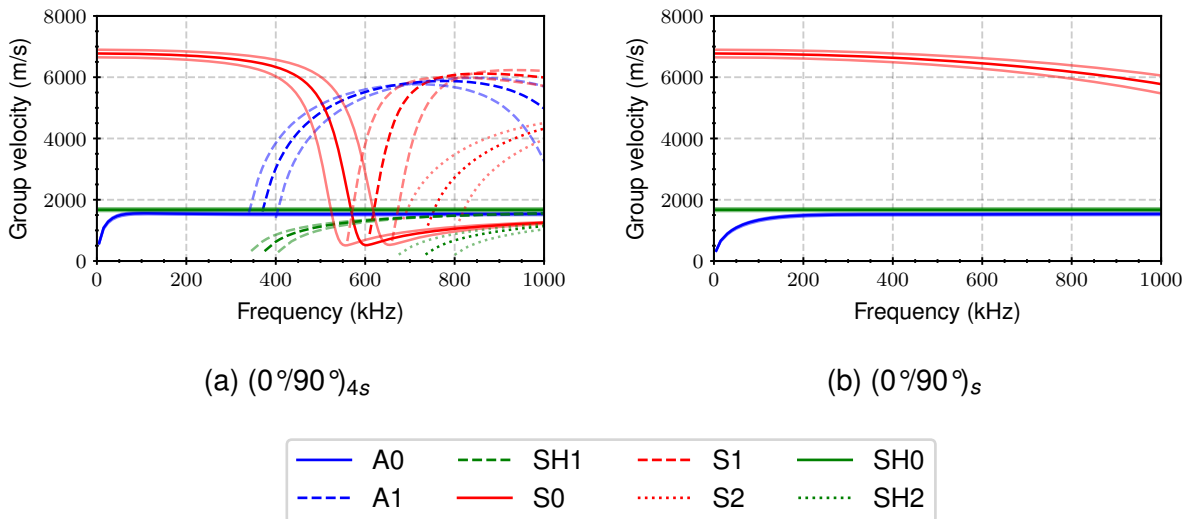 8000
6000
4000
2000
0
Group velocity (m/s)
0 200 400 600 800 1000
Frequency (kHz)
(a) (0°/90°)4s
8000
6000
4000
2000
0
Group velocity (m/s)
0 200 400 600 800 1000
Frequency (kHz)
(b) (0°/90°)s
A0 SH1 S1 SH0
A1 S0 S2 SH2